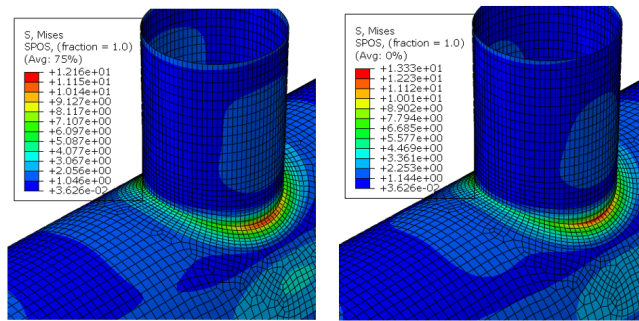 S, Mises
SPOS, (fraction = 1.0)
(Avg: 75%)
+1.216e+01
+1.115e+01
+1.014e+01
+9.127e+00
+8.117e+00
+7.107e+00
+6.097e+00
+5.087e+00
+4.077e+00
+3.067e+00
+2.056e+00
+1.046e+00
+3.626e-02
S, Mises
SPOS, (fraction = 1.0)
(Avg: 0%)
+1.333e+01
+1.223e+01
+1.112e+01
+1.001e+01
+8.902e+00
+7.794e+00
+6.685e+00
+5.577e+00
+4.469e+00
+3.361e+00
+2.253e+00
+1.144e+00
+3.626e-02